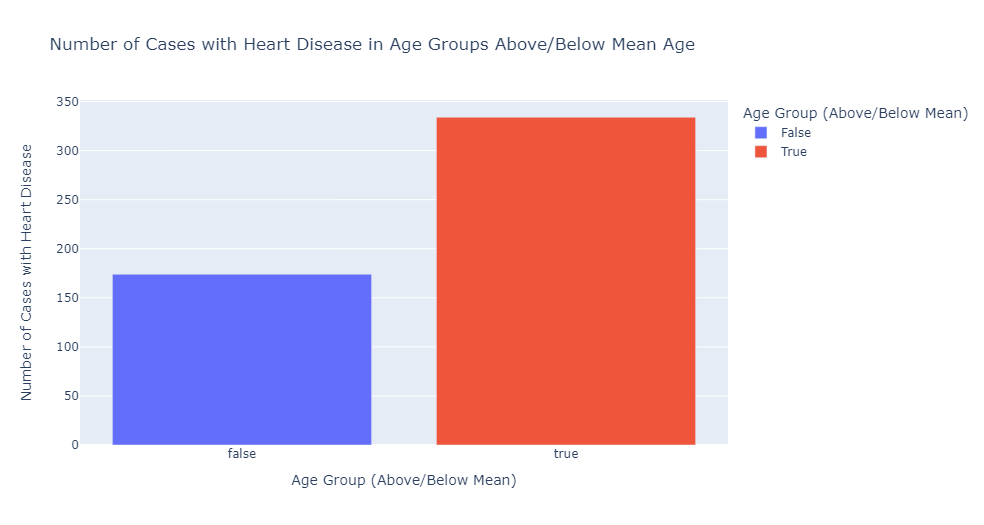 Number of Cases with Heart Disease in Age Groups Above/Below Mean Age
Number of Cases with Heart Disease
350
300
250
200
150
100
50
0
false
true
Age Group (Above/Below Mean)
Age Group (Above/Below Mean)
False
True